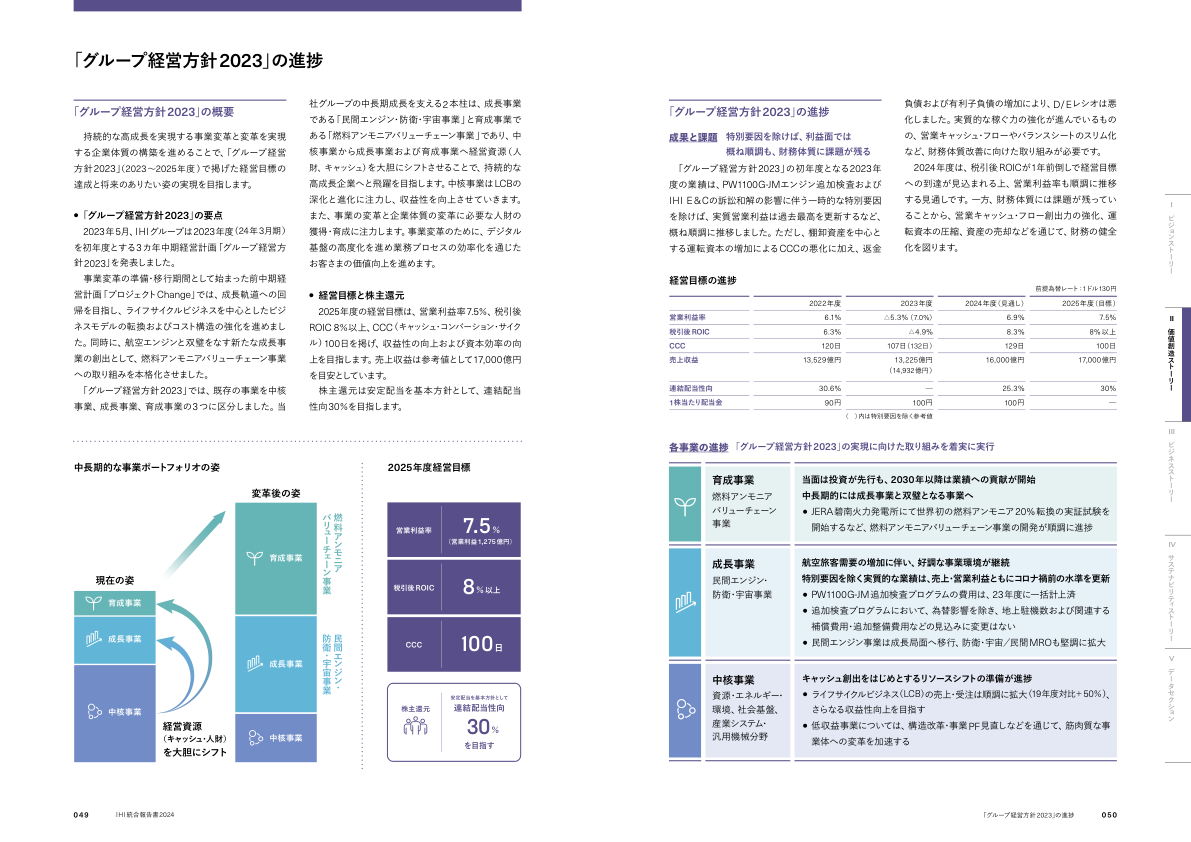 「グループ経営方針2023」の進捗
「グループ経営方針2023」の概要
持続的な高成長を実現する事業変革と変革を実現
する企業体質の構築を進めることで、「グループ経営
方針2023」(2023～2025年度)で掲げた経営目標の
達成と将来のありたい姿の実現を目指します。
● 「グループ経営方針2023」の要点
2023年5月、IHIグループは2023年度(24年3月期)
を初年度とする3カ年中期経営計画「グループ経営方
針2023」を発表しました。
事業変革の準備・移行期間として始まった前中期経
営計画「プロジェクトChange」では、成長軌道への回
帰を目指し、ライフサイクルビジネスを中心としたビジ
ネスモデルの転換およびコスト構造の強化を進めまし
た。同時に、航空エンジンと双璧をなす新たな成長事
業の創出として、燃料アンモニアバリューチェーン事業
への取り組みを本格化させました。
「グループ経営方針2023」では、既存の事業を中核
事業、成長事業、育成事業の3つに区分しました。当
社グループの中長期成長を支える2本柱は、成長事業
である「民間エンジン・防衛・宇宙事業」と育成事業で
ある「燃料アンモニアバリューチェーン事業」であり、中
核事業から成長事業および育成事業へ経営資源(人
財、キャッシュ)を大胆にシフトさせることで、持続的な
高成長企業へと飛躍を目指します。中核事業はLCBの
深化と進化に注力し、収益性を向上させていきます。
また、事業の変革と企業体質の変革に必要な人財の
獲得・育成に注力します。事業変革のために、デジタル
基盤の高度化を進め業務プロセスの効率化を通じた
お客さまの価値向上を進めます。
● 経営目標と株主還元
2025年度の経営目標は、営業利益率7.5%、税引後
ROIC 8%以上、CCC(キャッシュ・コンバーション・サイク
ル)100日を掲げ、収益性の向上および資本効率の向
上を目指します。売上収益は参考値として17,000億円
を目安としています。
株主還元は安定配当を基本方針として、連結配当
性向30%を目指します。
中長期的な事業ポートフォリオの姿
変革後の姿
育成事業
燃料アンモニア
バリューチェーン事業
現在の姿
育成事業
成長事業
中核事業
成長事業
民間エンジン・
防衛・宇宙事業
中核事業
経営資源
(キャッシュ・人財)
を大胆にシフト
2025年度経営目標
営業利益率
7.5%
(営業利益1,275億円)
税引後ROIC
8%以上
CCC
100日
株主還元
安定配当を基本方針として
連結配当性向
30%
を目指す
049
IHI統合報告書2024
「グループ経営方針2023」の進捗
成果と課題 特別要因を除けば、利益面では
概ね順調も、財務体質に課題が残る
「グループ経営方針2023」の初年度となる2023年
度の業績は、PW1100G-JMエンジン追加検査および
IHI E&Cの訴訟和解の影響に伴う一時的な特別要因
を除けば、実質営業利益は過去最高を更新するなど、
概ね順調に推移しました。ただし、棚卸資産を中心と
する運転資本の増加によるCCCの悪化に加え、返金
負債および有利子負債の増加により、D/Eレシオは悪
化しました。実質的な稼ぐ力の強化が進んでいるもの
の、営業キャッシュ・フローやバランスシートのスリム化
など、財務体質改善に向けた取り組みが必要です。
2024年度は、税引後ROICが1年前倒しで経営目標
への到達が見込まれる上、営業利益率も順調に推移
する見通しです。一方、財務体質には課題が残ってい
ることから、営業キャッシュ・フロー創出力の強化、運
転資本の圧縮、資産の売却などを通じて、財務の健全
化を図ります。
経営目標の進捗
前提為替レート：1ドル130円
2022年度 2023年度 2024年度(見通し) 2025年度(目標)
営業利益率 6.1% △5.3%(7.0%) 6.9% 7.5%
税引後ROIC 6.3% △4.9% 8.3% 8%以上
CCC 120日 107日(132日) 129日 100日
売上収益 13,529億円 13,225億円 16,000億円 17,000億円
(14,932億円)
連結配当性向 30.6% — 25.3% 30%
1株当たり配当金 90円 100円 100円 —
( )内は特別要因を除く参考値
各事業の進捗 「グループ経営方針2023」の実現に向けた取り組みを着実に実行
育成事業
燃料アンモニア
バリューチェーン
事業
当面は投資が先行も、2030年以降は業績への貢献が開始
中長期的には成長事業と双璧となる事業へ
● JERA碧南火力発電所にて世界初の燃料アンモニア20%転換の実証試験を
開始するなど、燃料アンモニアバリューチェーン事業の開発が順調に進捗
成長事業
民間エンジン・
防衛・宇宙事業
航空旅客需要の増加に伴い、好調な事業環境が継続
特別要因を除く実質的な業績は、売上・営業利益ともにコロナ禍前の水準を更新
● PW1100G-JM追加検査プログラムの費用は、23年度に一括計上済
● 追加検査プログラムにおいて、為替影響を除き、地上駐機数および関連する
補償費用・追加整備費用などの見込みに変更はない
● 民間エンジン事業は成長局面へ移行、防衛・宇宙/民間MROも堅調に拡大
中核事業
資源・エネルギー・
環境、社会基盤、
産業システム・
汎用機械分野
キャッシュ創出をはじめとするリソースシフトの準備が進捗
● ライフサイクルビジネス(LCB)の売上・受注は順調に拡大(19年度対比+50%)、
さらなる収益性向上を目指す
● 低収益事業については、構造改革・事業PF見直しなどを通じて、筋肉質な事
業体への変革を加速する
Ⅰ ビジョンストーリー
Ⅱ 価値創造ストーリー
Ⅲ ビジネスストーリー
Ⅳ サステナビリティストーリー
Ⅴ データセクション
「グループ経営方針2023」の進捗
050